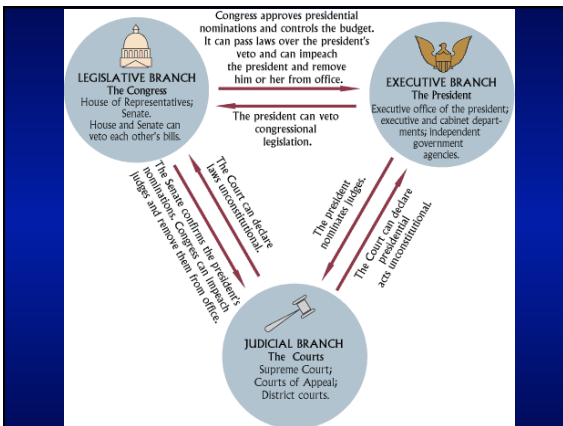 Congress approves presidential
nominations and controls the budget.
It can pass laws over the president's
veto and can impeach
the president and remove
him or her from office.
LEGISLATIVE BRANCH
The Congress
House of Representatives;
Senate.
House and Senate can
veto each other's bills.
EXECUTIVE BRANCH
The President
Executive office of the president;
executive and cabinet depart-
ments; independent
government
agencies.
The president can veto
congressional
legislation.
The Senate confirms the president's
nominations. Congress can impeach
judges and remove them from office.
The Court can declare
laws unconstitutional.
The president
nominates judges.
The Court can declare
presidential
acts unconstitutional.
JUDICIAL BRANCH
The Courts
Supreme Court;
Courts of Appeal;
District courts.